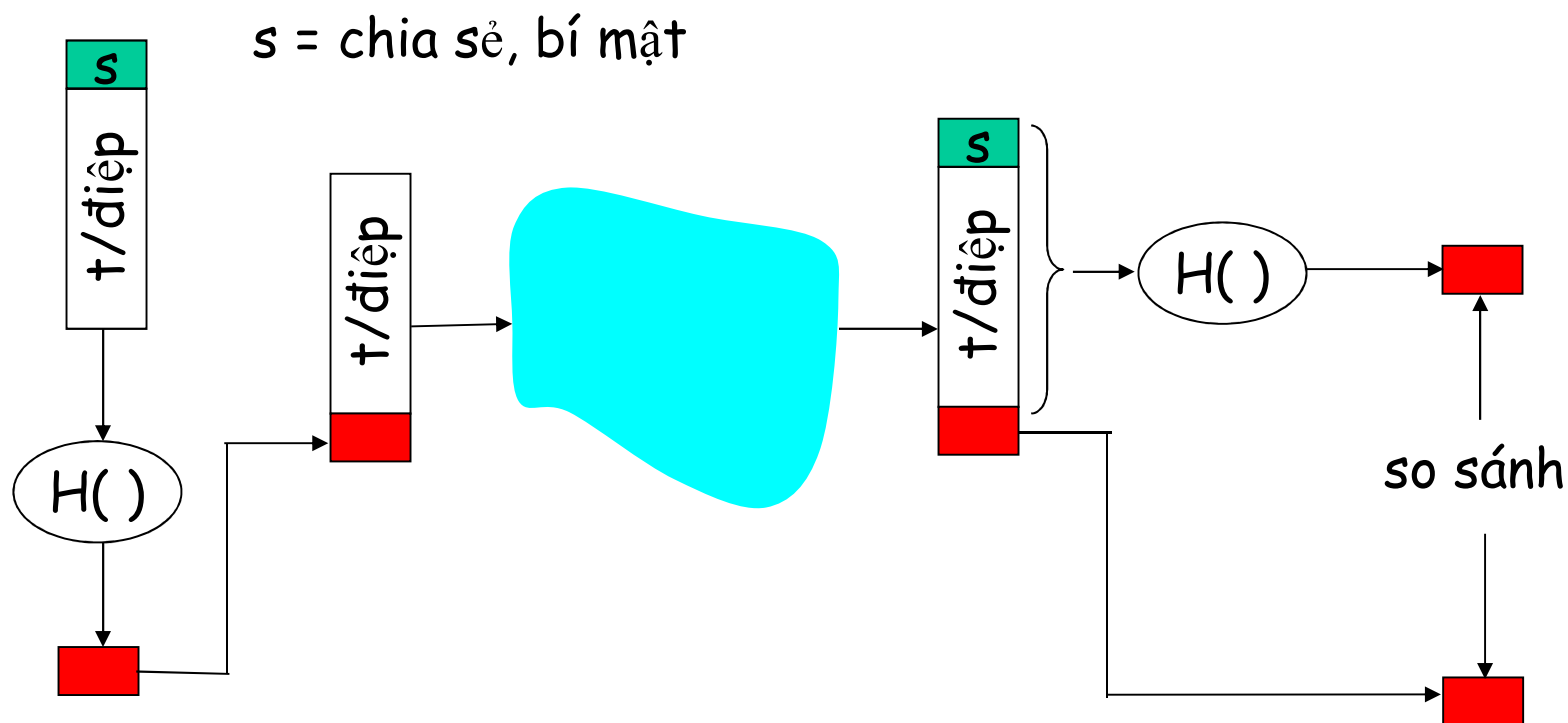 s = chia sẻ, bí mật
s
t/điệp
H( )
t/điệp
s
t/điệp
H( )
so sánh